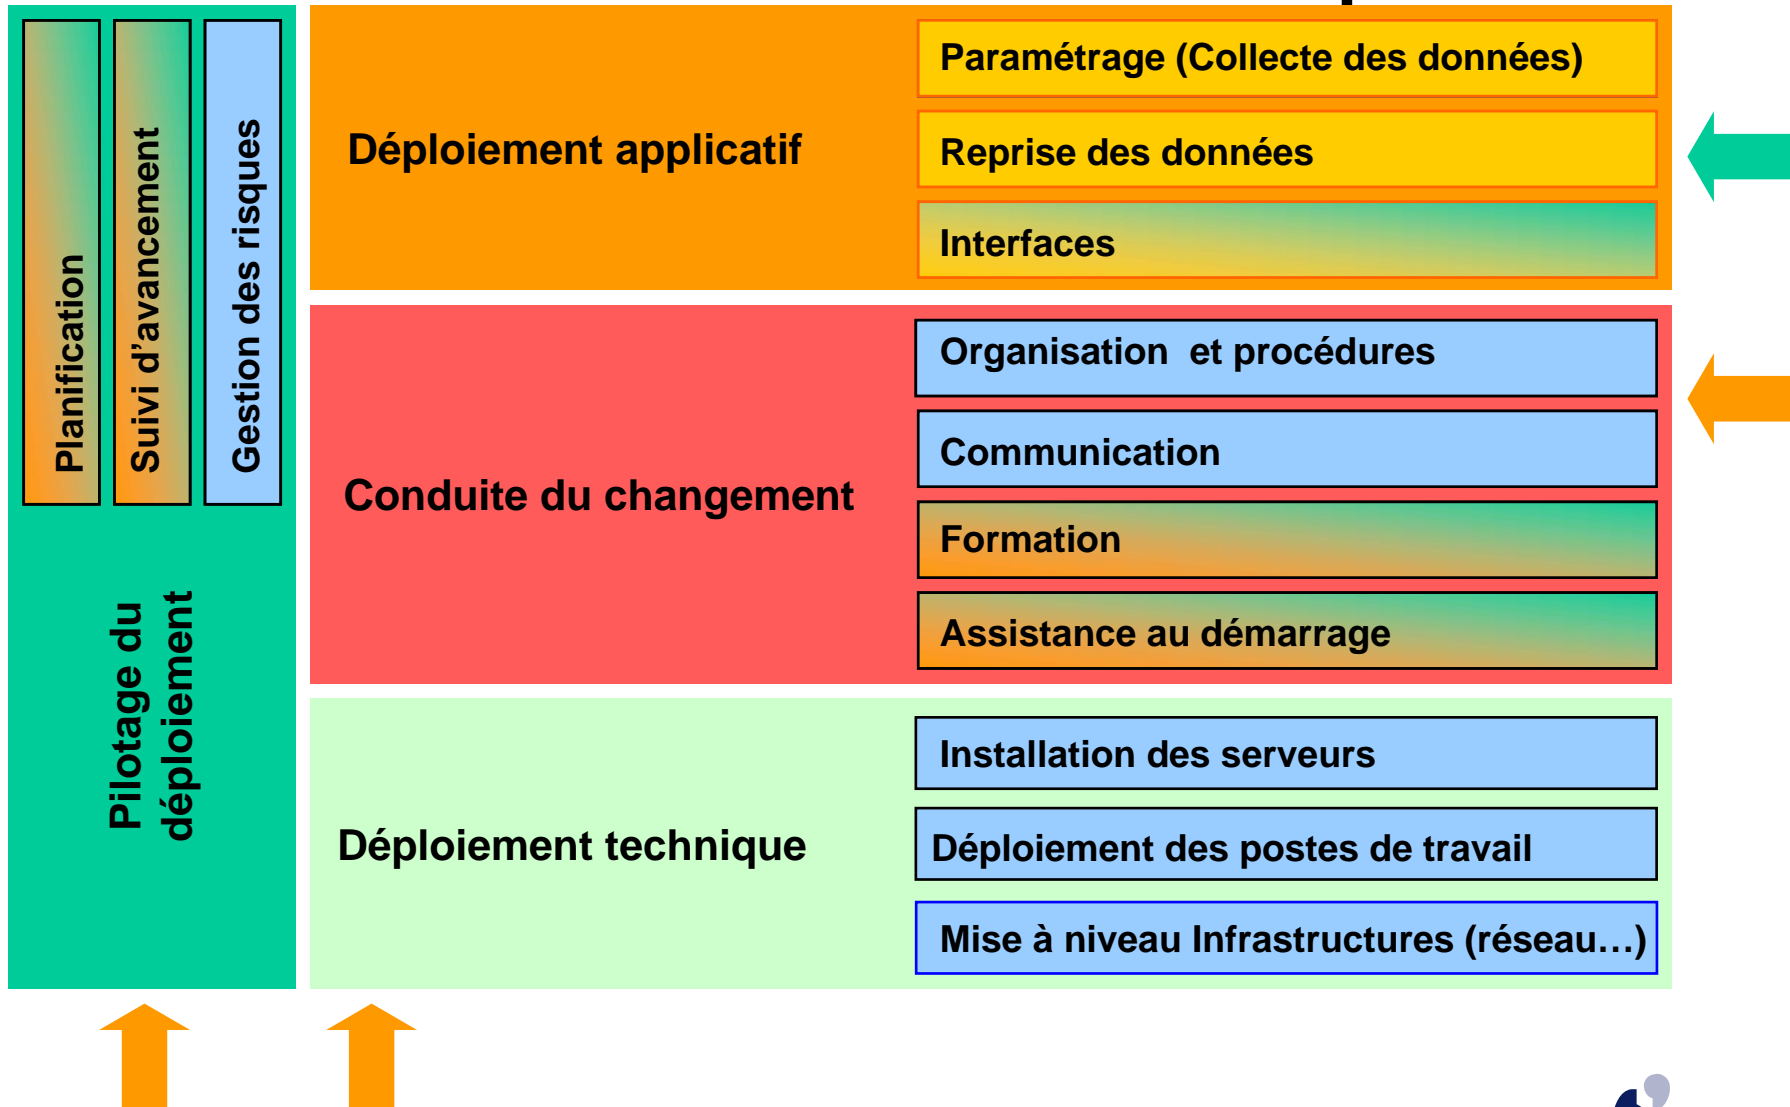 Planification
Suivi d’avancement
Gestion des risques
Pilotage du
déploiement
Déploiement applicatif
Paramétrage (Collecte des données)
Reprise des données
Interfaces
Conduite du changement
Organisation et procédures
Communication
Formation
Assistance au démarrage
Déploiement technique
Installation des serveurs
Déploiement des postes de travail
Mise à niveau Infrastructures (réseau…)